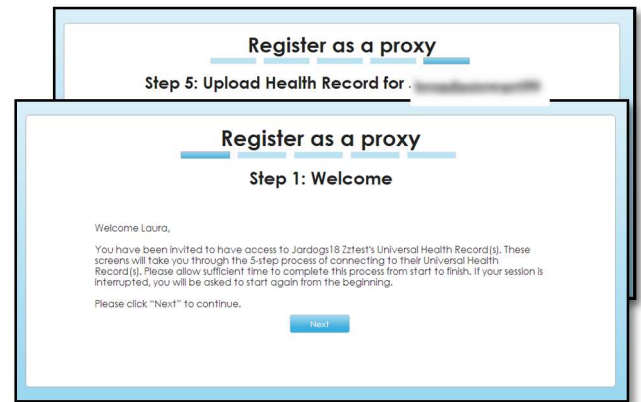 Register as a proxy
Step 5: Upload Health Record for
Register as a proxy
Step 1: Welcome
Welcome Laura,
You have been invited to have access to Jardogs18 Zztest's Universal Health Record(s). These
screens will take you through the 5-step process of connecting to their Universal Health
Record(s). Please allow sufficient time to complete this process from start to finish. If your session is
interrupted, you will be asked to start again from the beginning.
Please click "Next" to continue.
Next